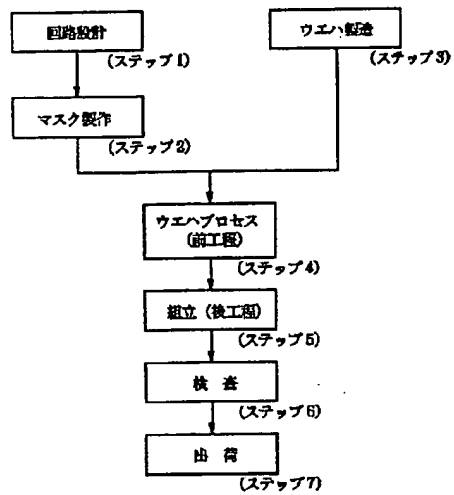 回路設計
(ステップ1)
ウエハ製造
(ステップ3)
マスク製作
(ステップ2)
ウエハプロセス
(前工程)
(ステップ4)
組立(後工程)
(ステップ5)
検 査
(ステップ6)
出 荷
(ステップ7)